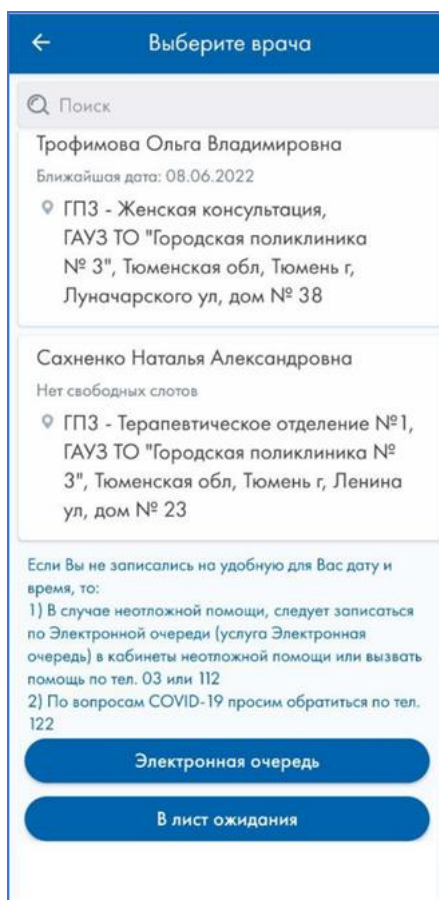 Выберите врача
Поиск
Трофимова Ольга Владимировна
Ближайшая дата: 08.06.2022
ГПЗ - Женская консультация,
ГАУЗ ТО "Городская поликлиника
№ 3", Тюменская обл, Тюмень г,
Луначарского ул, дом № 38
Сахненко Наталья Александровна
Нет свободных слотов
ГПЗ - Терапевтическое отделение №1,
ГАУЗ ТО "Городская поликлиника №
3", Тюменская обл, Тюмень г, Ленина
ул, дом № 23
Если Вы не записались на удобную для Вас дату и
время, то:
1) В случае неотложной помощи, следует записаться
по Электронной очереди (услуга Электронная
очередь) в кабинеты неотложной помощи или вызвать
помощь по тел. 03 или 112
2) По вопросам COVID-19 просим обратиться по тел.
122
Электронная очередь
В лист ожидания